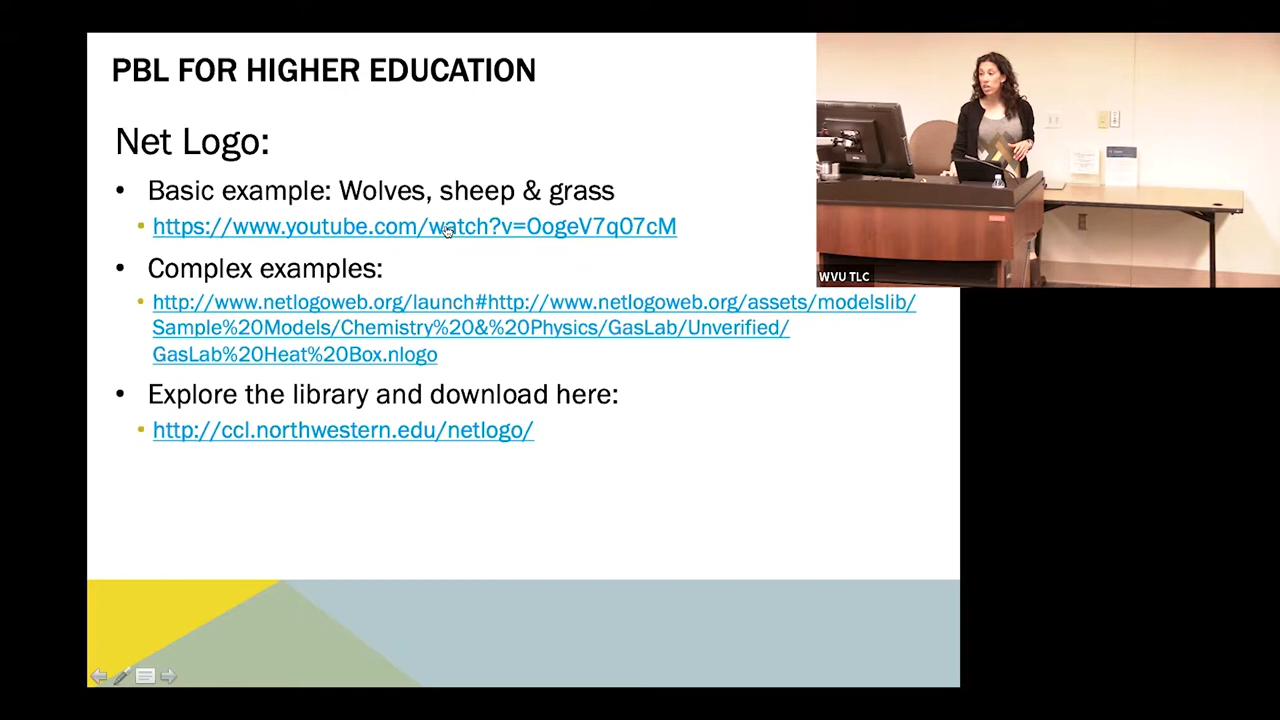 PBL FOR HIGHER EDUCATION
Net Logo:
• Basic example: Wolves, sheep & grass
• https://www.youtube.com/watch?v=OogeV7q07cM
• Complex examples:
• http://www.netlogoweb.org/launch#http://www.netlogoweb.org/assets/modelslib/
Sample%20Models/Chemistry%20&%20Physics/GasLab/Unverified/
GasLab%20Heat%20Box.nlogo
• Explore the library and download here:
• http://ccl.northwestern.edu/netlogo/
WVU TLC